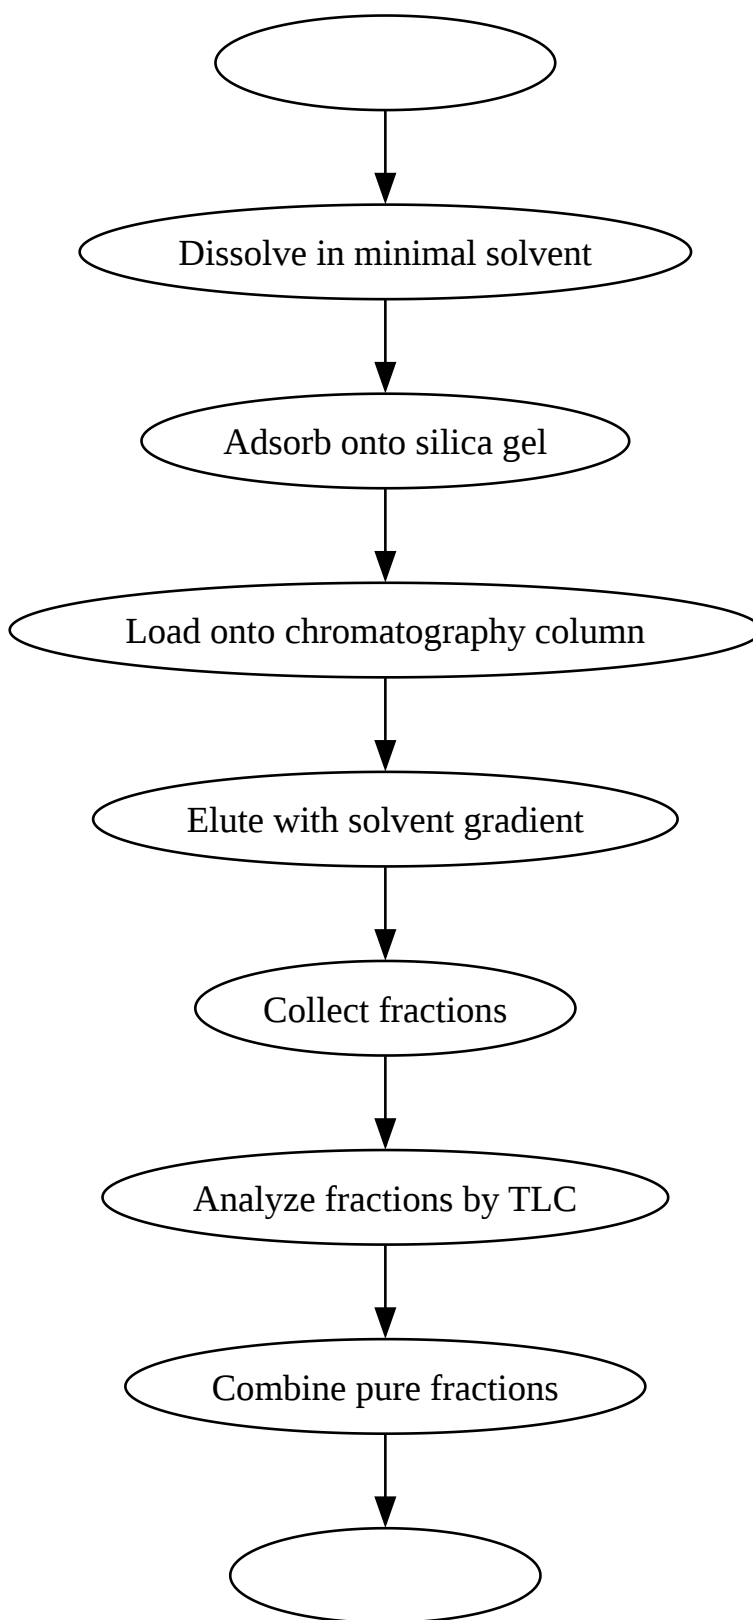 Dissolve in minimal solvent
Adsorb onto silica gel
Load onto chromatography column
Elute with solvent gradient
Collect fractions
Analyze fractions by TLC
Combine pure fractions